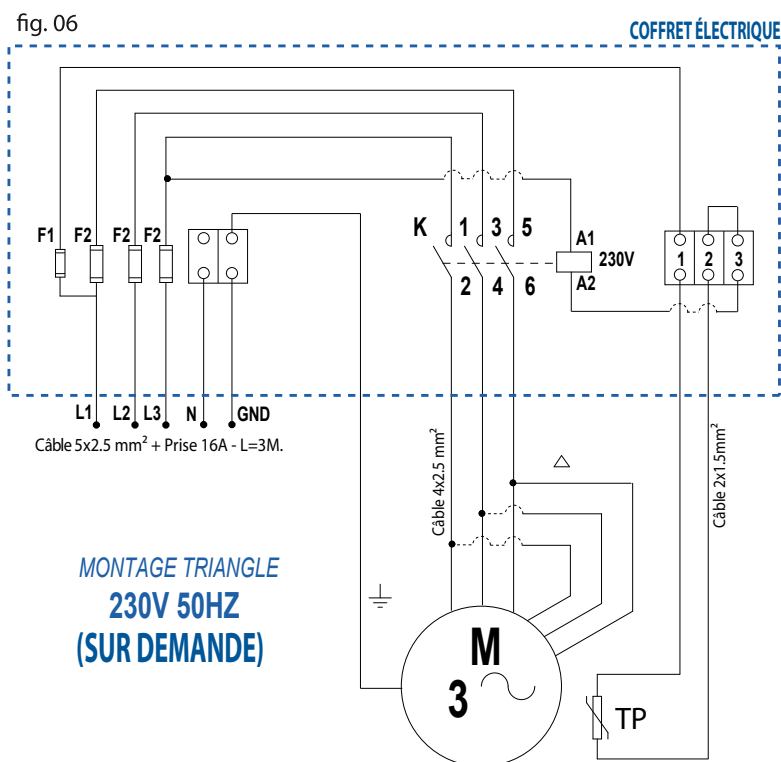 fig. 06
COFFRET ÉLECTRIQUE
F1 F2 F2 F2
K 1 3 5
2 4 6
A1
230V
A2
1 2 3
L1 L2 L3 N GND
Câble 5x2.5 mm² + Prise 16A - L=3M.
Câble 4x2.5 mm²
Câble 2x1.5mm²
MONTAGE TRIANGLE
230V 50HZ
(SUR DEMANDE)
M
3
TP